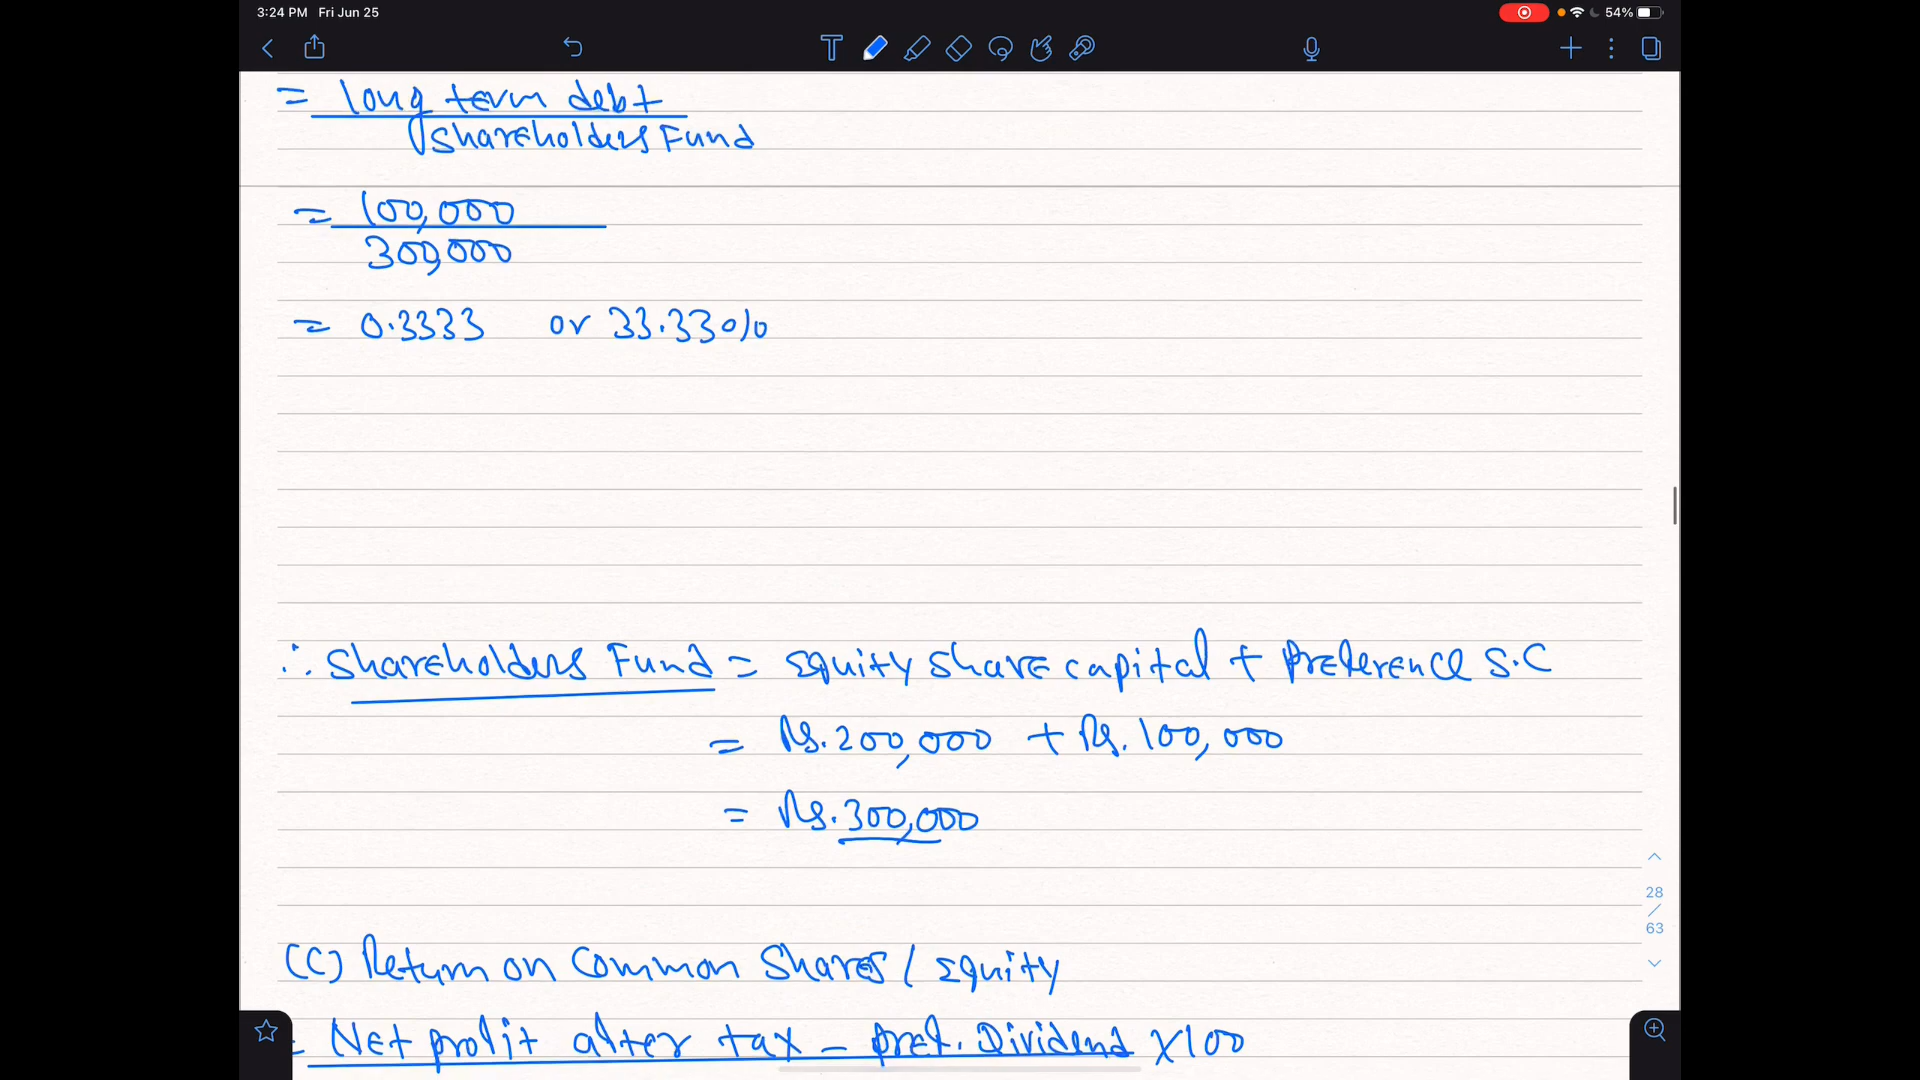 3:24 PM Fri Jun 25
54%
= long term debt
shareholders Fund
= 100,000
300,000
= 0.3333 or 33.33%
∴ shareholders Fund = Equity share capital + Preference S.C
= Rs. 200,000 + Rs. 100,000
= Rs. 300,000
28
/
63
(C) Return on Common Shares / Equity
= Net profit after tax - pref. Dividend X100